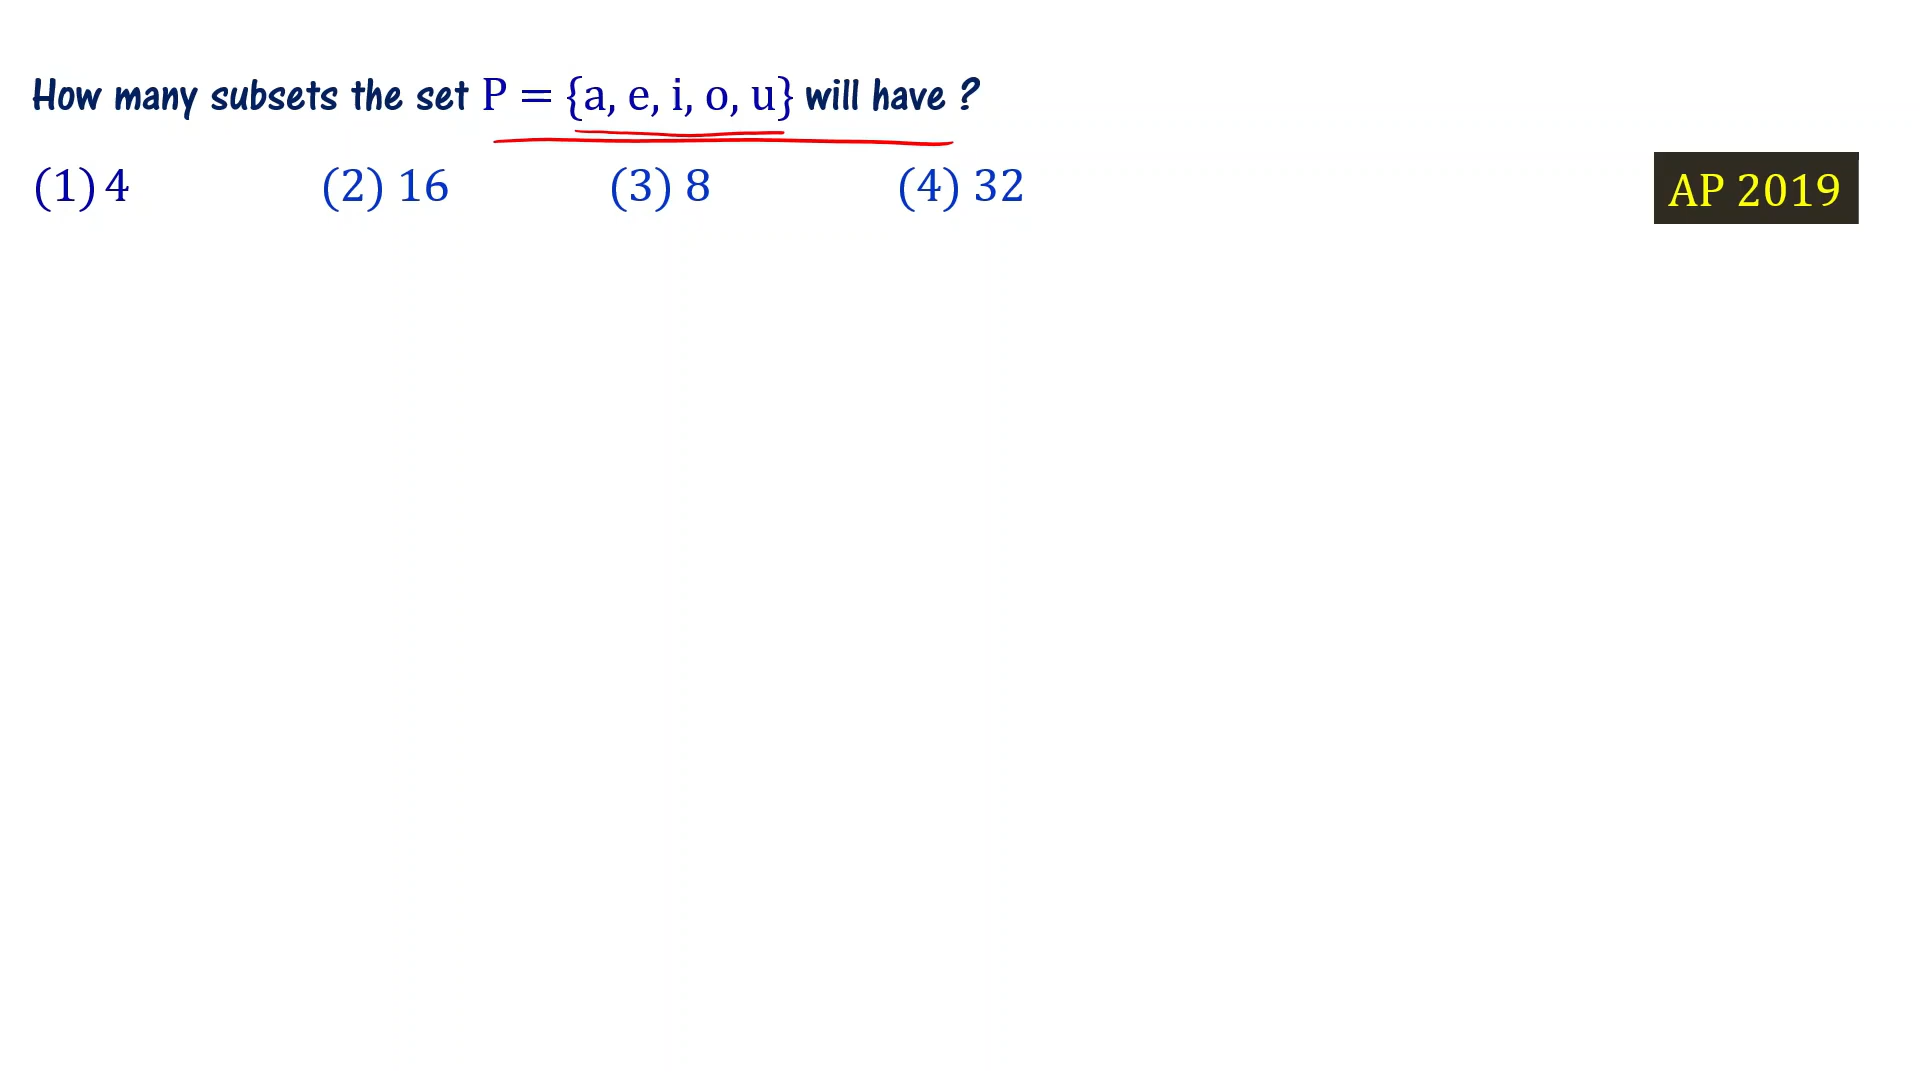 How many subsets the set P = {a, e, i, o, u} will have ?
(1) 4 (2) 16 (3) 8 (4) 32
AP 2019